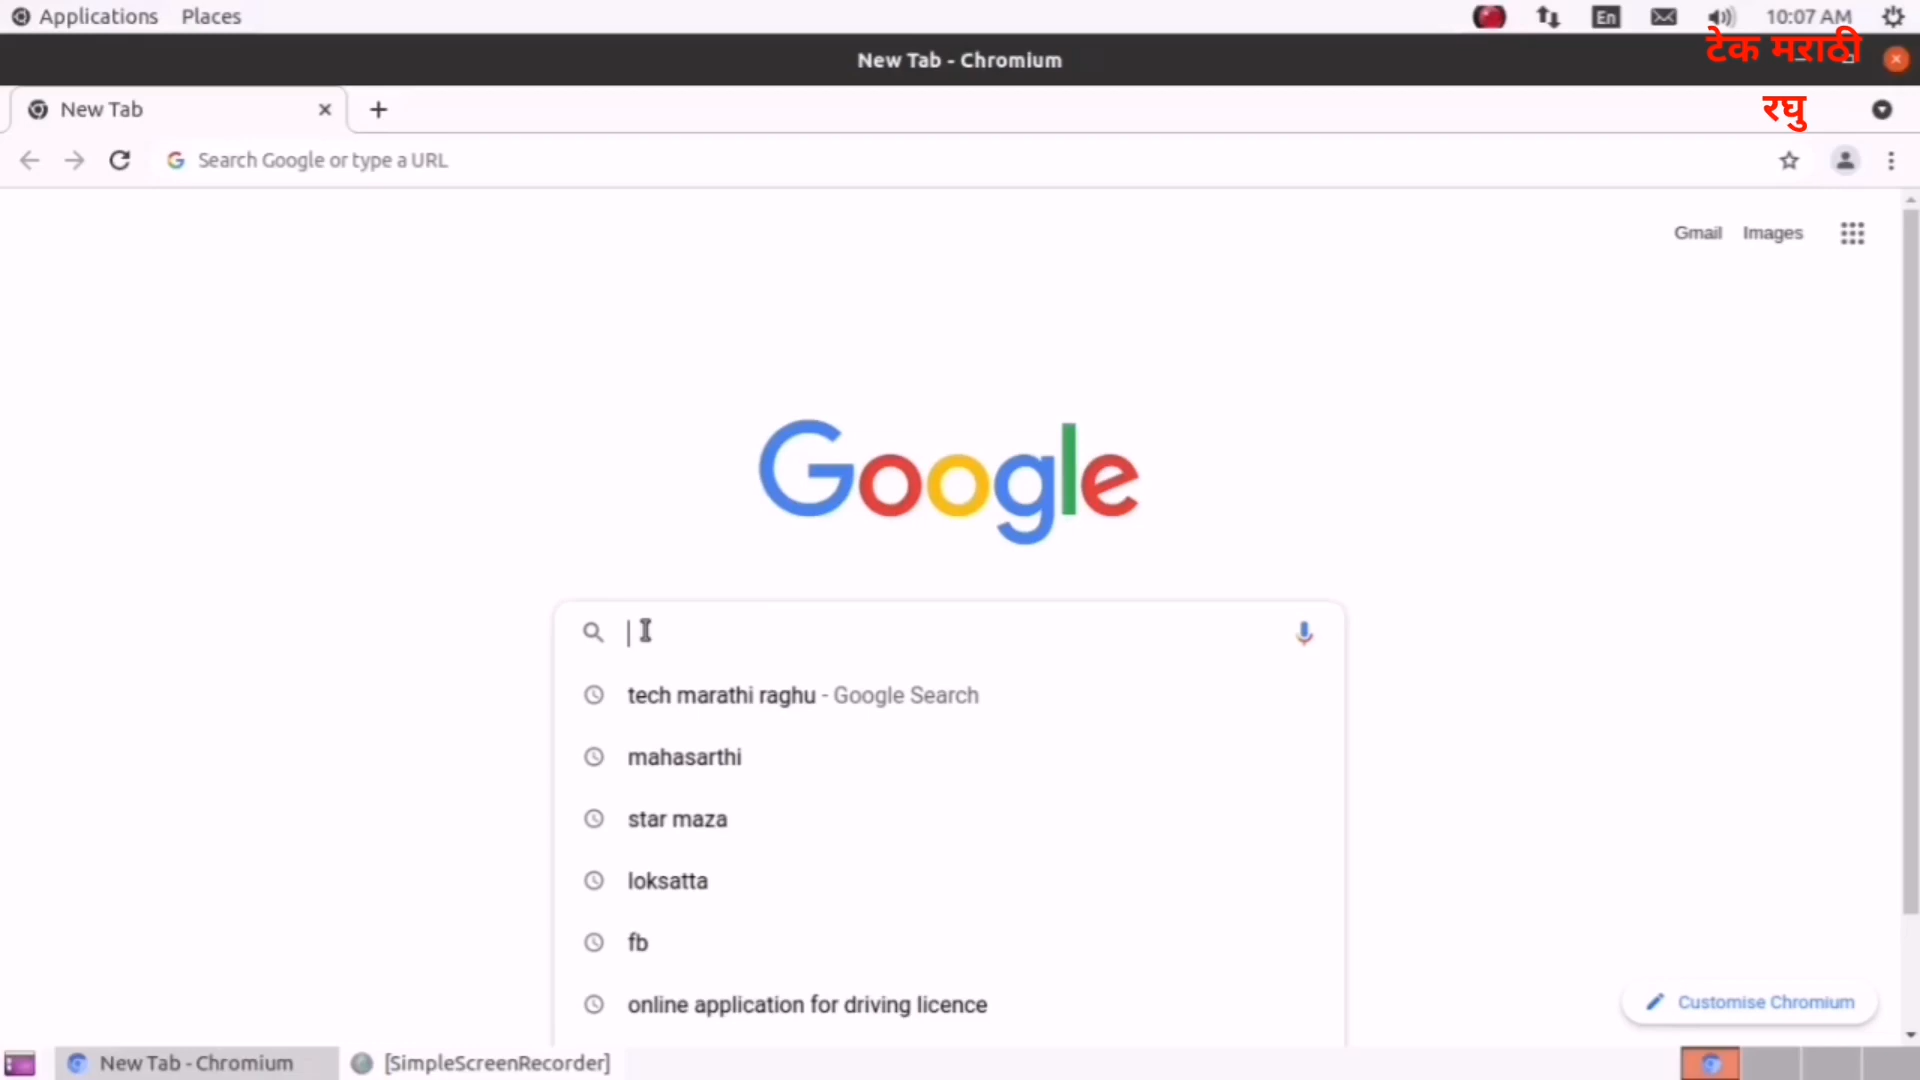 Applications Places En 10:07 AM
टेक मराठी
New Tab - Chromium
New Tab
रघु
Search Google or type a URL
Gmail Images
Google
tech marathi raghu - Google Search
mahasarthi
star maza
loksatta
fb
online application for driving licence
Customise Chromium
New Tab - Chromium [SimpleScreenRecorder]